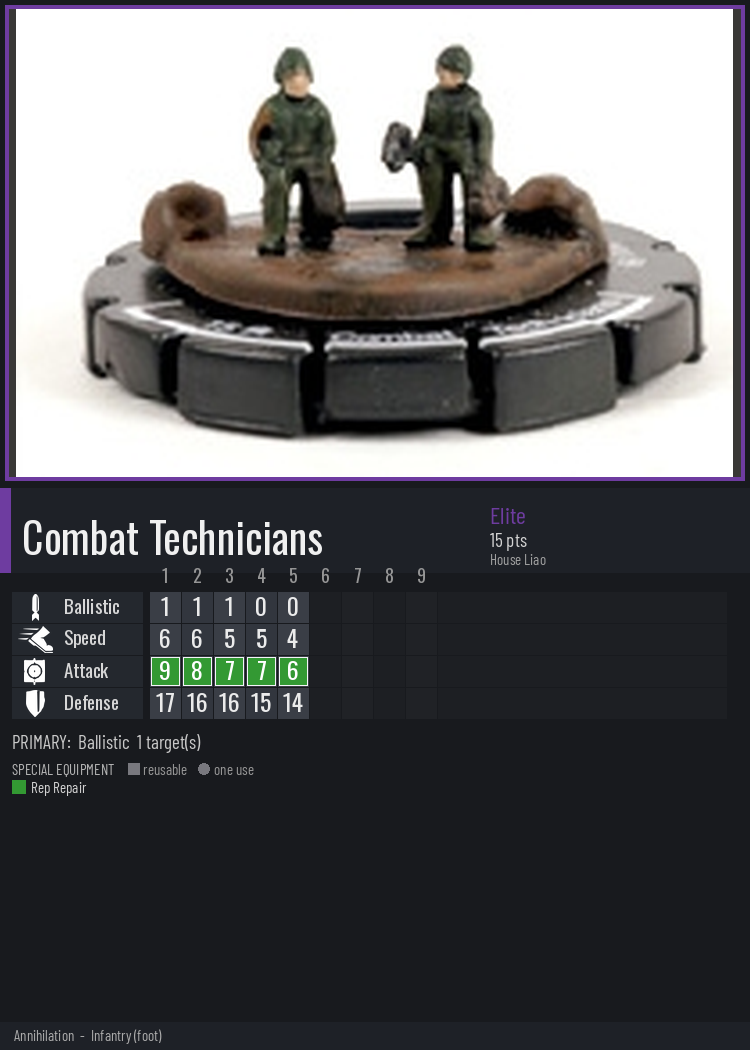 Combat
Combat Technicians
Elite
15 pts
House Liao
1 2 3 4 5 6 7 8 9
Ballistic 1 1 1 0 0
Speed 6 6 5 5 4
Attack 9 8 7 7 6
Defense 17 16 16 15 14
PRIMARY: Ballistic 1 target(s)
SPECIAL EQUIPMENT reusable one use
Rep Repair
Annihilation - Infantry (foot)